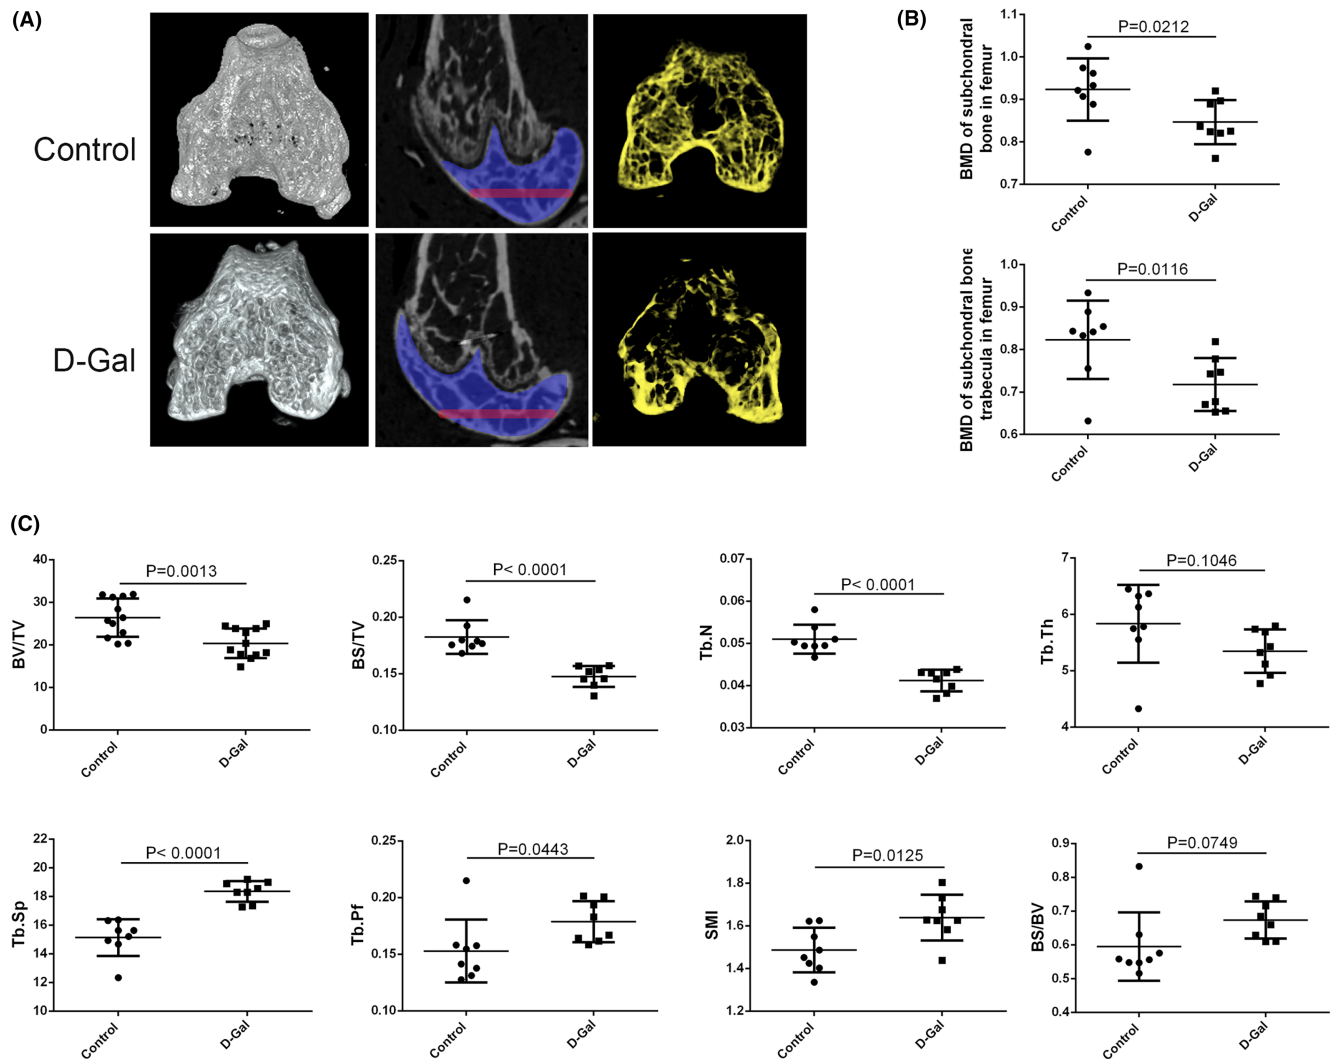 (A)
Control
D-Gal
(B)
BMD of subchondral
bone in femur
1.1
1.0
0.9
0.8
0.7
P=0.0212
Control
D-Gal
BMD of subchondral bone
trabecula in femur
1.0
0.9
0.8
0.7
0.6
P=0.0116
Control
D-Gal
(C)
BV/TV
40
30
20
10
0
P=0.0013
Control
D-Gal
BS/TV
0.25
0.20
0.15
0.10
P< 0.0001
Control
D-Gal
Tb.N
0.07
0.06
0.05
0.04
0.03
P< 0.0001
Control
D-Gal
Tb.Th
7
6
5
4
P=0.1046
Control
D-Gal
Tb.Sp
22
20
18
16
14
12
10
P< 0.0001
Control
D-Gal
Tb.Pf
0.25
0.20
0.15
0.10
P=0.0443
Control
D-Gal
SMI
2.0
1.8
1.6
1.4
1.2
P=0.0125
Control
D-Gal
BS/BV
0.9
0.8
0.7
0.6
0.5
0.4
P=0.0749
Control
D-Gal